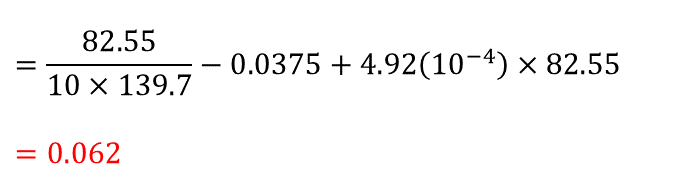 = 82.55 / (10 × 139.7) − 0.0375 + 4.92(10⁻⁴) × 82.55
= 0.062